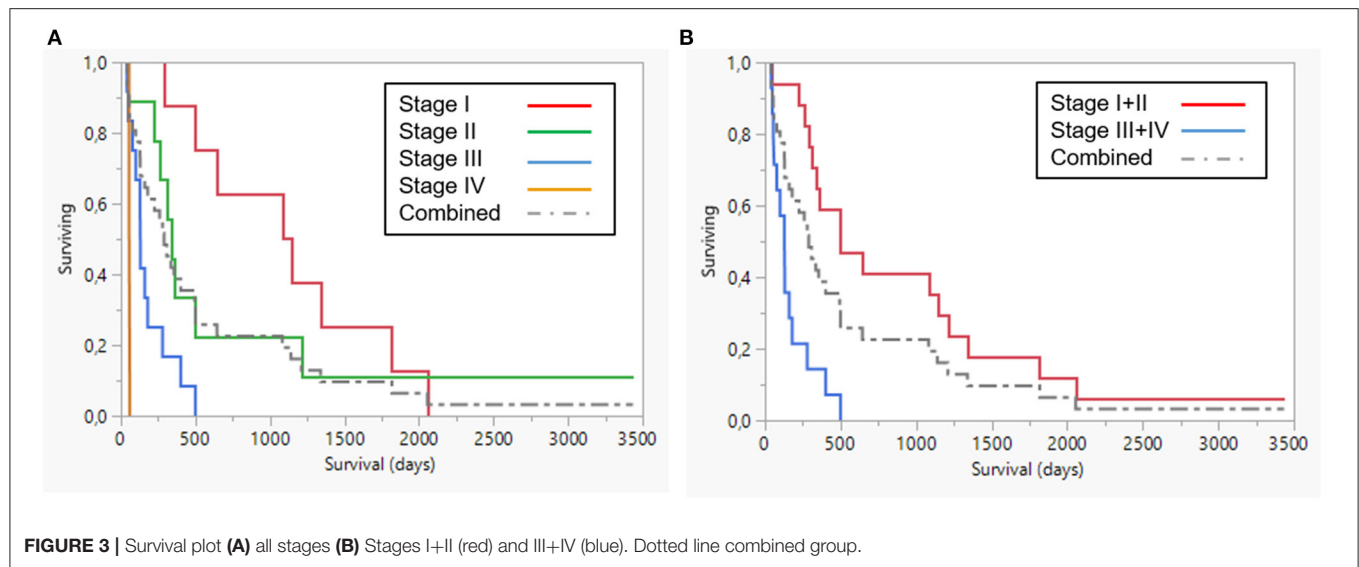 A
B
1,0
0,8
0,6
0,4
0,2
0,0
Surviving
Stage I
Stage II
Stage III
Stage IV
Combined
0 500 1000 1500 2000 2500 3000 3500
Survival (days)
1,0
0,8
0,6
0,4
0,2
0,0
Surviving
Stage I+II
Stage III+IV
Combined
0 500 1000 1500 2000 2500 3000 3500
Survival (days)
FIGURE 3 | Survival plot (A) all stages (B) Stages I+II (red) and III+IV (blue). Dotted line combined group.